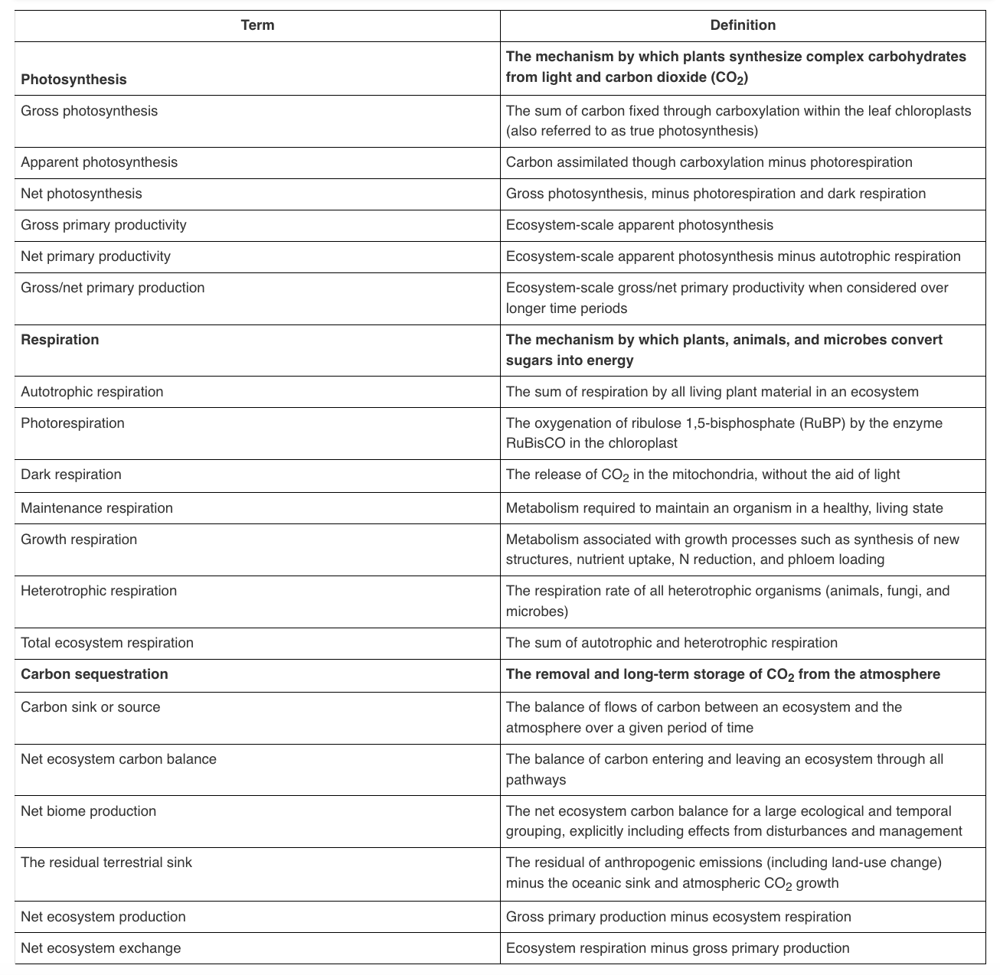 Term Definition
The mechanism by which plants synthesize complex carbohydrates
Photosynthesis from light and carbon dioxide (CO2)
Gross photosynthesis The sum of carbon fixed through carboxylation within the leaf chloroplasts
(also referred to as true photosynthesis)
Apparent photosynthesis Carbon assimilated though carboxylation minus photorespiration
Net photosynthesis Gross photosynthesis, minus photorespiration and dark respiration
Gross primary productivity Ecosystem-scale apparent photosynthesis
Net primary productivity Ecosystem-scale apparent photosynthesis minus autotrophic respiration
Gross/net primary production Ecosystem-scale gross/net primary productivity when considered over
longer time periods
Respiration The mechanism by which plants, animals, and microbes convert
sugars into energy
Autotrophic respiration The sum of respiration by all living plant material in an ecosystem
Photorespiration The oxygenation of ribulose 1,5-bisphosphate (RuBP) by the enzyme
RuBisCO in the chloroplast
Dark respiration The release of CO2 in the mitochondria, without the aid of light
Maintenance respiration Metabolism required to maintain an organism in a healthy, living state
Growth respiration Metabolism associated with growth processes such as synthesis of new
structures, nutrient uptake, N reduction, and phloem loading
Heterotrophic respiration The respiration rate of all heterotrophic organisms (animals, fungi, and
microbes)
Total ecosystem respiration The sum of autotrophic and heterotrophic respiration
Carbon sequestration The removal and long-term storage of CO2 from the atmosphere
Carbon sink or source The balance of flows of carbon between an ecosystem and the
atmosphere over a given period of time
Net ecosystem carbon balance The balance of carbon entering and leaving an ecosystem through all
pathways
Net biome production The net ecosystem carbon balance for a large ecological and temporal
grouping, explicitly including effects from disturbances and management
The residual terrestrial sink The residual of anthropogenic emissions (including land-use change)
minus the oceanic sink and atmospheric CO2 growth
Net ecosystem production Gross primary production minus ecosystem respiration
Net ecosystem exchange Ecosystem respiration minus gross primary production